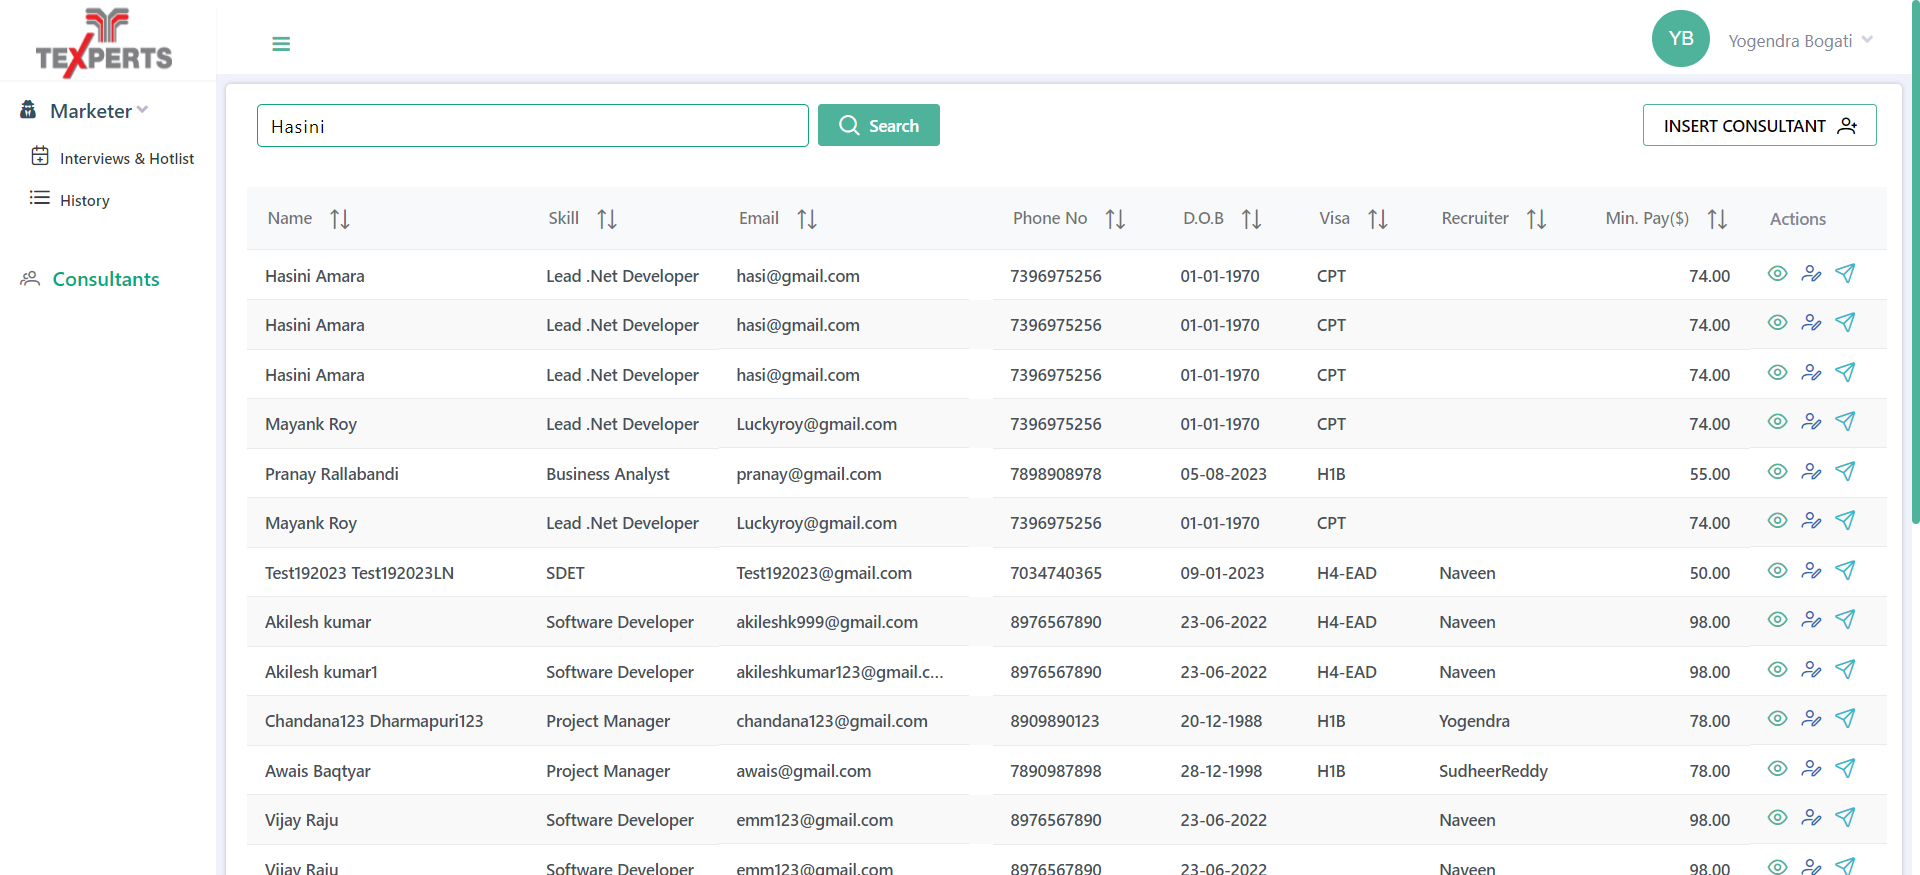 TEXPERTS
YB Yogendra Bogati
Marketer
Interviews & Hotlist
History
Consultants
Hasini Search INSERT CONSULTANT
Name Skill Email Phone No D.O.B Visa Recruiter Min. Pay($) Actions
Hasini Amara Lead .Net Developer hasi@gmail.com 7396975256 01-01-1970 CPT 74.00
Hasini Amara Lead .Net Developer hasi@gmail.com 7396975256 01-01-1970 CPT 74.00
Hasini Amara Lead .Net Developer hasi@gmail.com 7396975256 01-01-1970 CPT 74.00
Mayank Roy Lead .Net Developer Luckyroy@gmail.com 7396975256 01-01-1970 CPT 74.00
Pranay Rallabandi Business Analyst pranay@gmail.com 7898908978 05-08-2023 H1B 55.00
Mayank Roy Lead .Net Developer Luckyroy@gmail.com 7396975256 01-01-1970 CPT 74.00
Test192023 Test192023LN SDET Test192023@gmail.com 7034740365 09-01-2023 H4-EAD Naveen 50.00
Akilesh kumar Software Developer akileshk999@gmail.com 8976567890 23-06-2022 H4-EAD Naveen 98.00
Akilesh kumar1 Software Developer akileshkumar123@gmail.c... 8976567890 23-06-2022 H4-EAD Naveen 98.00
Chandana123 Dharmapuri123 Project Manager chandana123@gmail.com 8909890123 20-12-1988 H1B Yogendra 78.00
Awais Baqtyar Project Manager awais@gmail.com 7890987898 28-12-1998 H1B SudheerReddy 78.00
Vijay Raju Software Developer emm123@gmail.com 8976567890 23-06-2022 Naveen 98.00
Vijay Raju Software Developer emm123@gmail.com 8976567890 23-06-2022 Naveen 98.00